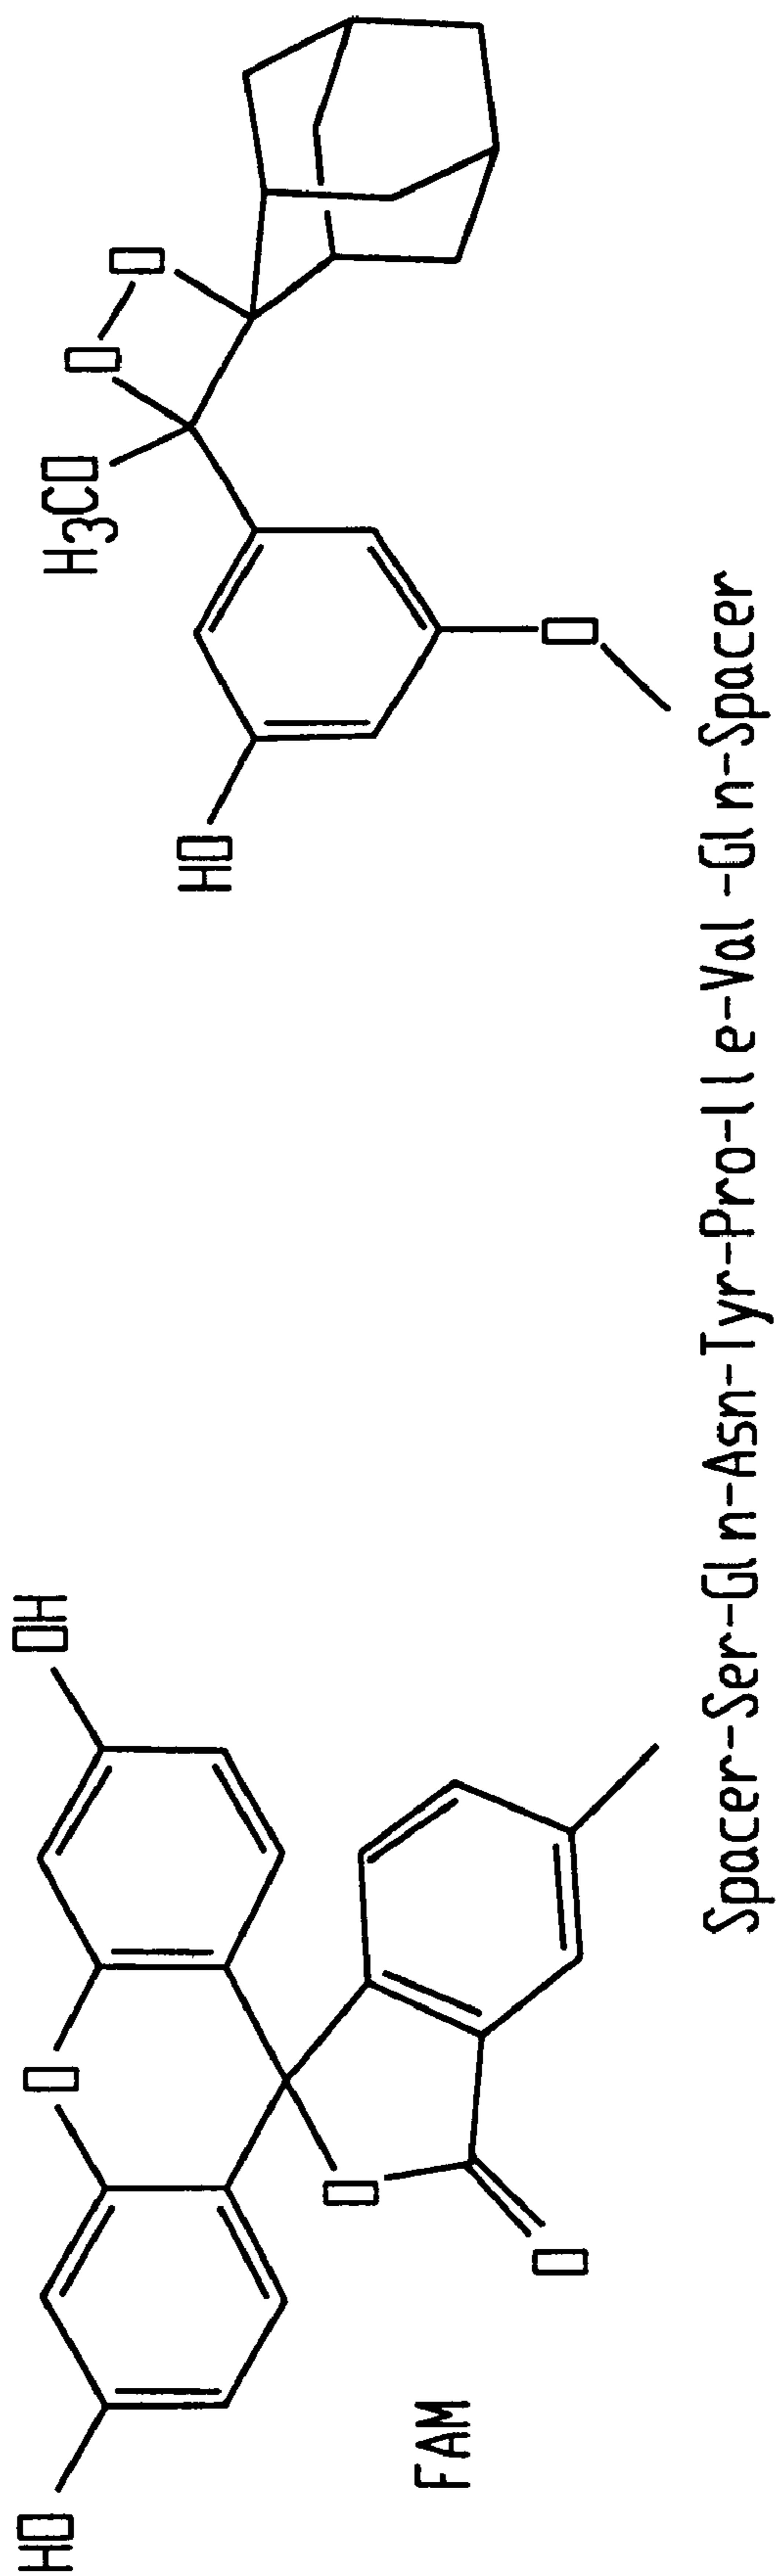 HO
O
OH
H3CO
O
O
HO
O
FAM
O
O
Spacer-Ser-Gln-Asn-Tyr-Pro-Ile-Val-Gln-Spacer